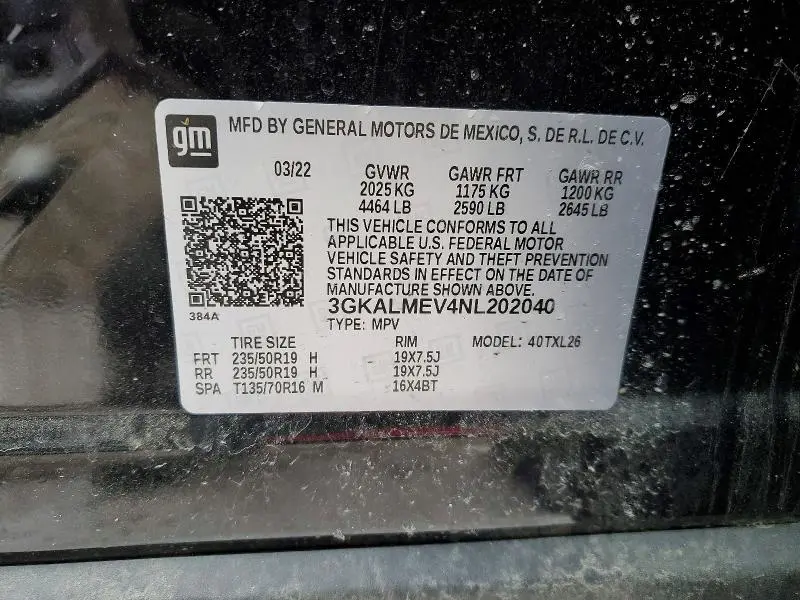 gm MFD BY GENERAL MOTORS DE MEXICO, S. DE R.L. DE C.V.
03/22 GVWR GAWR FRT GAWR RR
2025 KG 1175 KG 1200 KG
4464 LB 2590 LB 2645 LB
THIS VEHICLE CONFORMS TO ALL
APPLICABLE U.S. FEDERAL MOTOR
VEHICLE SAFETY AND THEFT PREVENTION
STANDARDS IN EFFECT ON THE DATE OF
MANUFACTURE SHOWN ABOVE.
384A 3GKALMEV4NL202040
TYPE: MPV
TIRE SIZE RIM MODEL: 40TXL26
FRT 235/50R19 H 19X7.5J
RR 235/50R19 H 19X7.5J
SPA T135/70R16 M 16X4BT